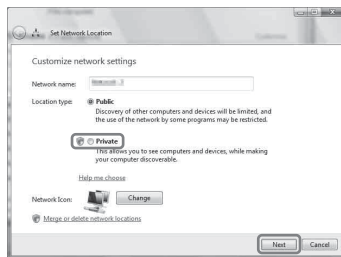 Set Network Location
Customize network settings
Network name:
Location type:
Public
Discovery of other computers and devices will be limited, and
the use of the network by some programs may be restricted.
Private
This allows you to see computers and devices, while making
your computer discoverable.
Help me choose
Network Icon:
Change
Merge or delete network locations
Next
Cancel